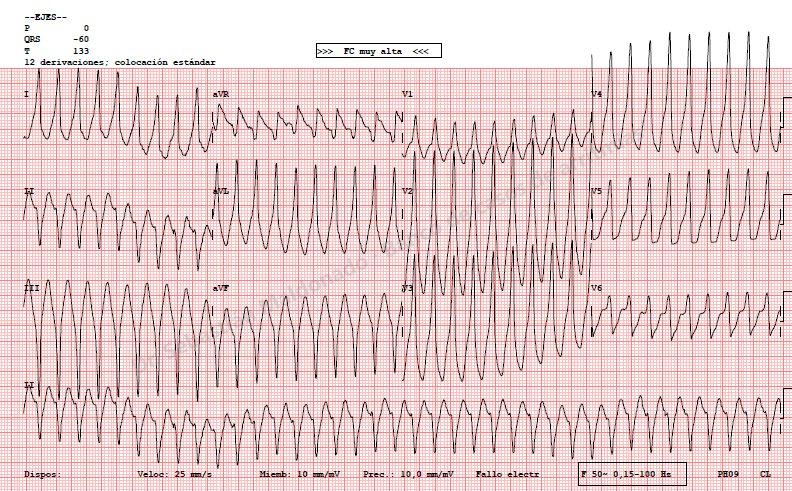 --EJES--
P 0
QRS -60
T 133
12 derivaciones; colocación estándar
>>> FC muy alta <<<
I aVR V1 V4
II aVL V2 V5
III aVF V3 V6
II
Dispos: Veloc: 25 mm/s Miemb: 10 mm/mV Prec.: 10,0 mm/mV Fallo electr F 50~ 0,15-100 Hz PH09 CL